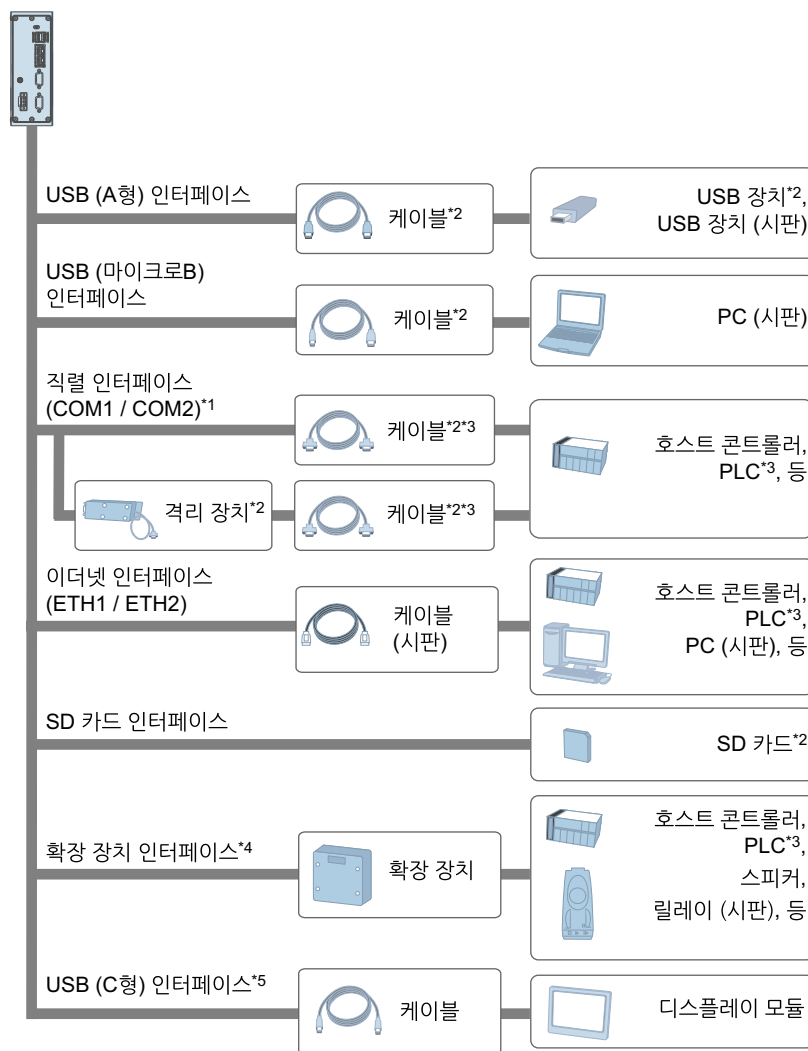 USB (A형) 인터페이스
케이블*2
USB 장치*2,
USB 장치 (시판)
USB (마이크로B)
인터페이스
케이블*2
PC (시판)
직렬 인터페이스
(COM1 / COM2)*1
케이블*2*3
호스트 콘트롤러,
PLC*3, 등
격리 장치*2
케이블*2*3
이더넷 인터페이스
(ETH1 / ETH2)
케이블
(시판)
호스트 콘트롤러,
PLC*3,
PC (시판), 등
SD 카드 인터페이스
SD 카드*2
확장 장치 인터페이스*4
확장 장치
호스트 콘트롤러,
PLC*3,
스피커,
릴레이 (시판), 등
USB (C형) 인터페이스*5
케이블
디스플레이 모듈